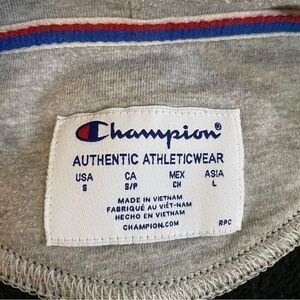 Champion
AUTHENTIC ATHLETICWEAR
USA CA MEX ASIA
S S/P CH L
MADE IN VIETNAM
FABRIQUÉ AU VIÊT-NAM
HECHO EN VIETNAM
CHAMPION.COM RPC